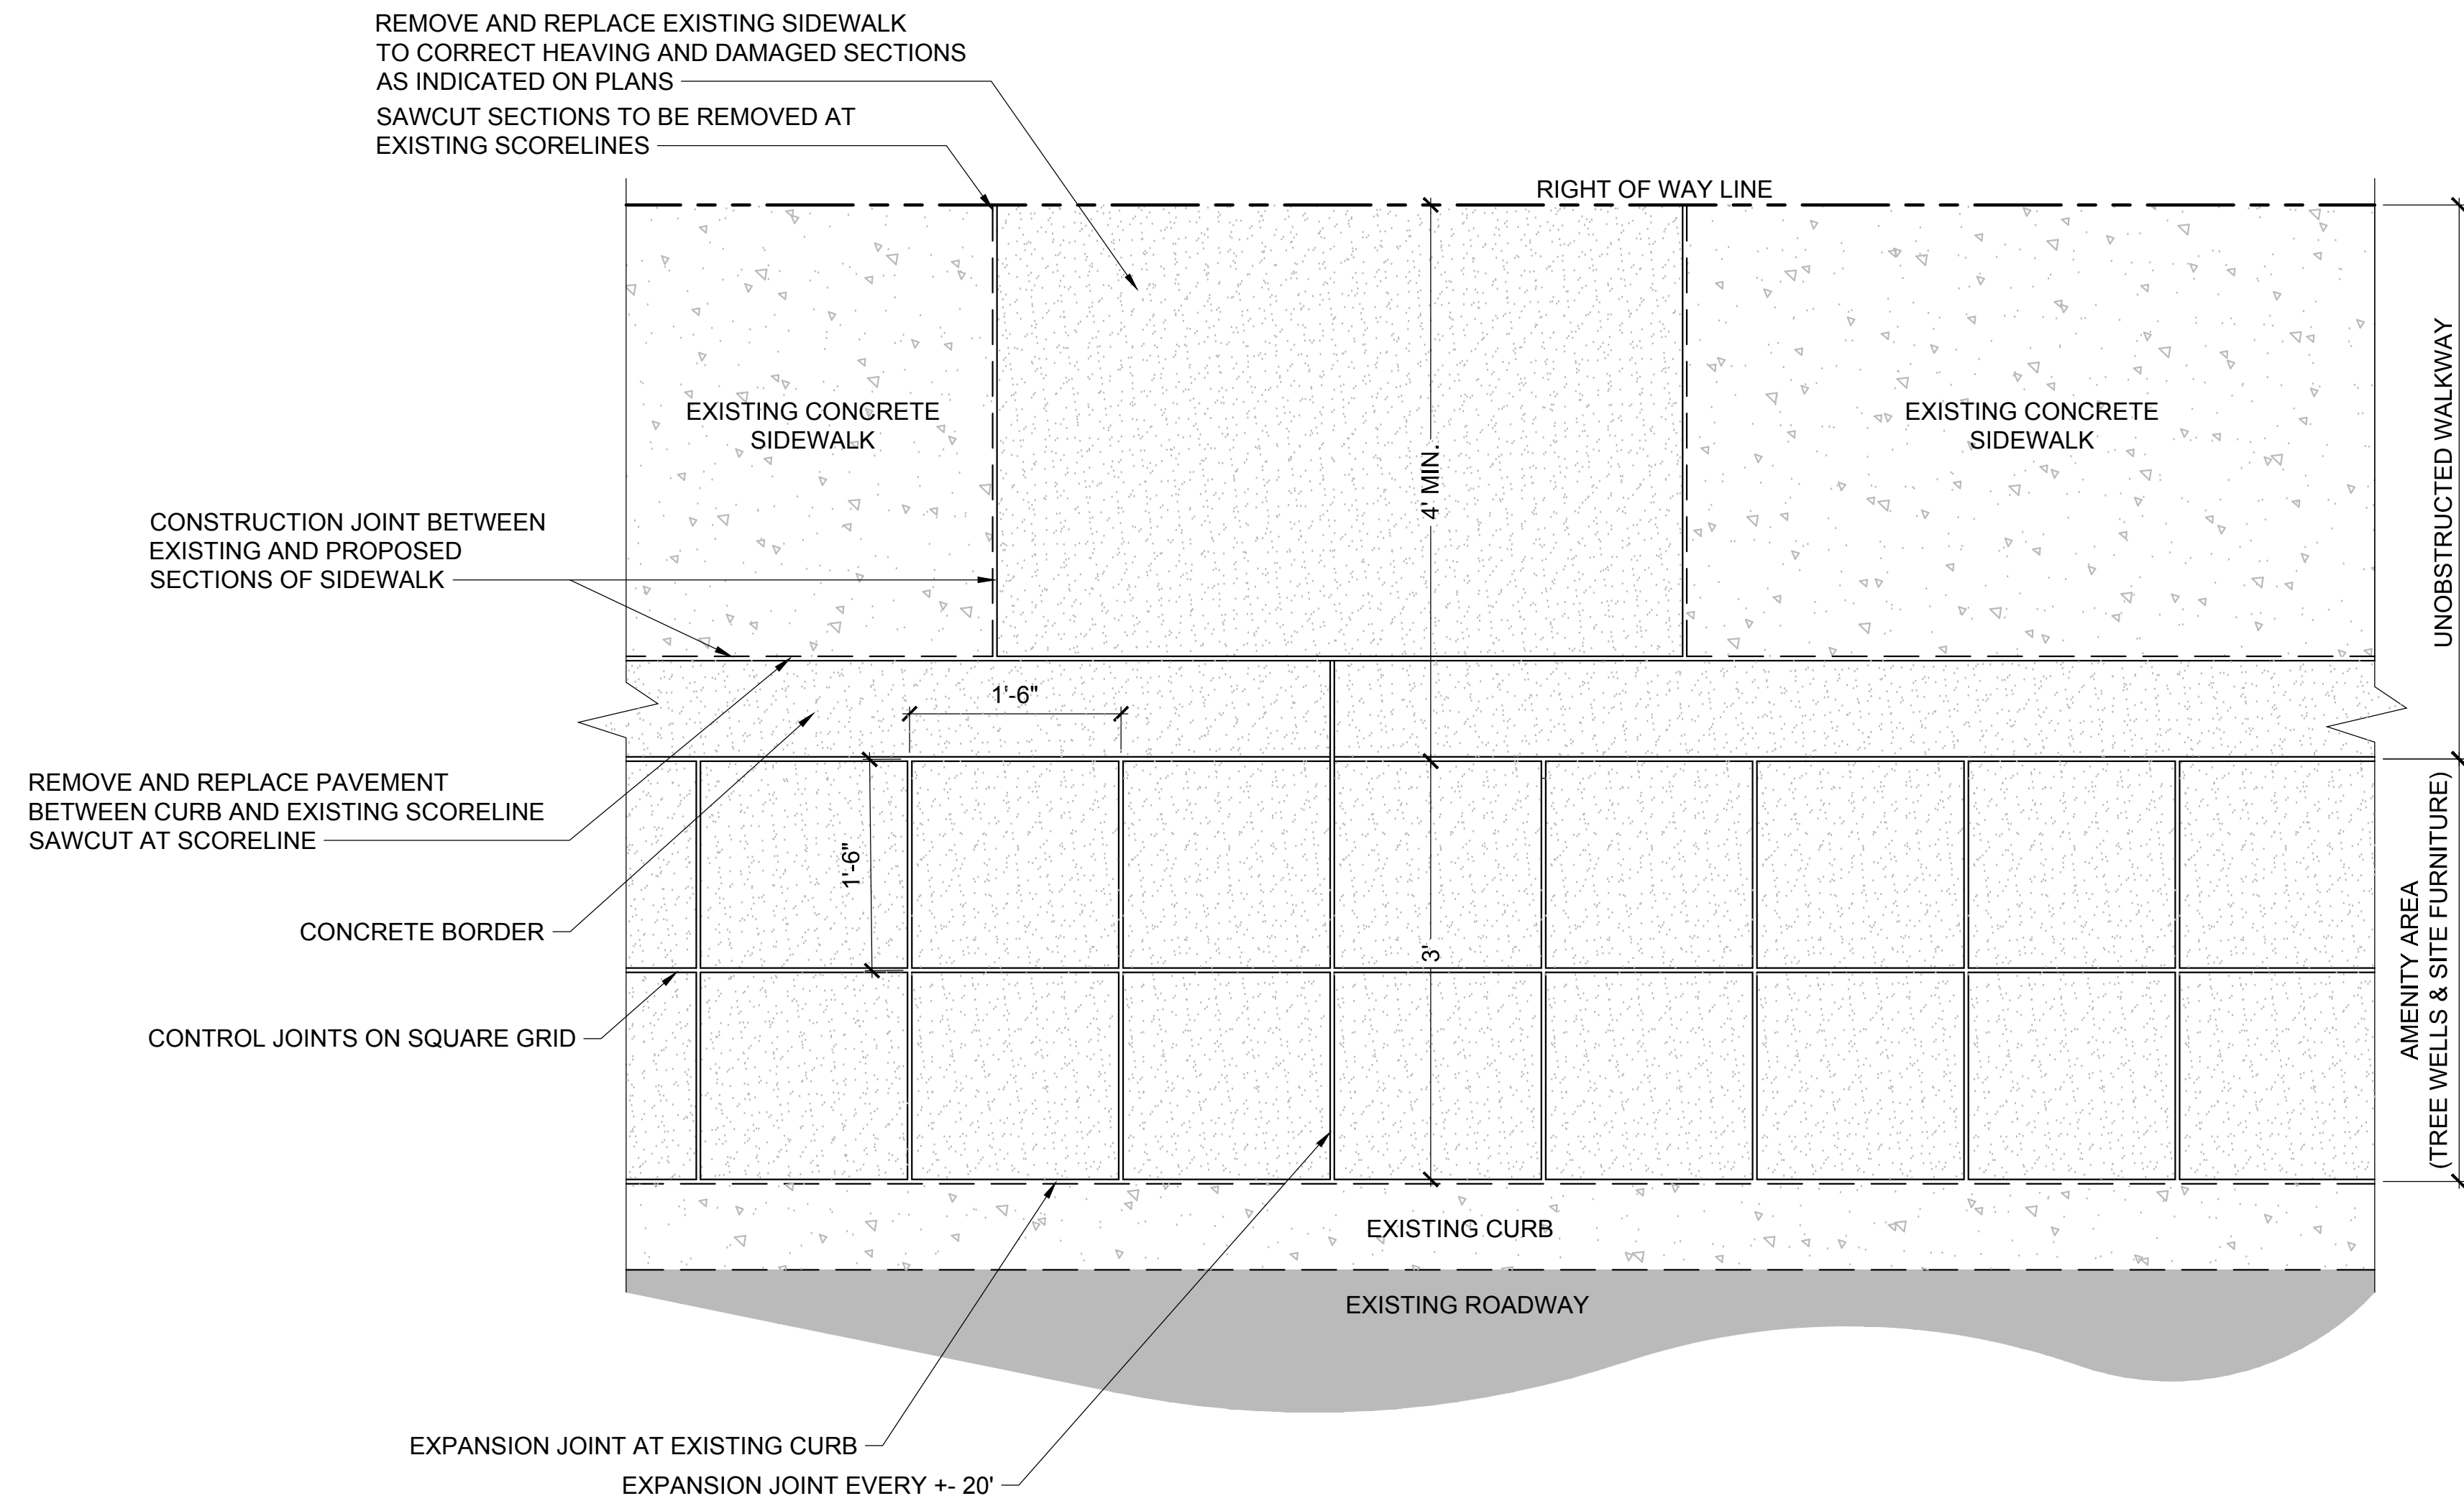 REMOVE AND REPLACE EXISTING SIDEWALK
TO CORRECT HEAVING AND DAMAGED SECTIONS
AS INDICATED ON PLANS
SAWCUT SECTIONS TO BE REMOVED AT
EXISTING SCORELINES
RIGHT OF WAY LINE
EXISTING CONCRETE
SIDEWALK
EXISTING CONCRETE
SIDEWALK
4' MIN.
UNOBSTRUCTED WALKWAY
CONSTRUCTION JOINT BETWEEN
EXISTING AND PROPOSED
SECTIONS OF SIDEWALK
1'-6"
REMOVE AND REPLACE PAVEMENT
BETWEEN CURB AND EXISTING SCORELINE
SAWCUT AT SCORELINE
1'-6"
CONCRETE BORDER
3'
AMENITY AREA
(TREE WELLS & SITE FURNITURE)
CONTROL JOINTS ON SQUARE GRID
EXISTING CURB
EXISTING ROADWAY
EXPANSION JOINT AT EXISTING CURB
EXPANSION JOINT EVERY +- 20'